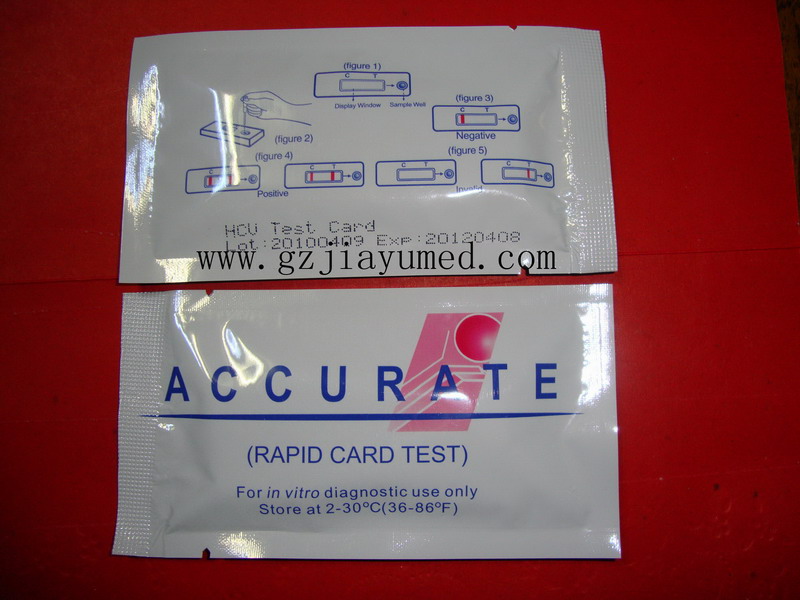 (figure 1)
C T
Display Window Sample Well
(figure 3)
C T
Negative
(figure 2)
(figure 4)
(figure 5)
C T
C T
C T
C T
Positive
Invalid
HCV Test Card
Lot:20100409 Exp:20120408
www.gzjiayumed.com
ACCURATE
(RAPID CARD TEST)
For in vitro diagnostic use only
Store at 2-30ºC(36-86ºF)